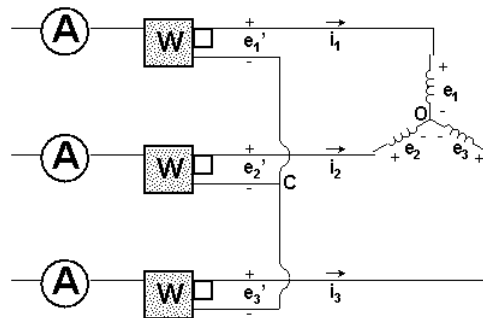 A W + e₁' - i₁
+ e₁ -
O
A W + e₂' - i₂ + e₂ - - e₃ +
C
A W + e₃' - i₃